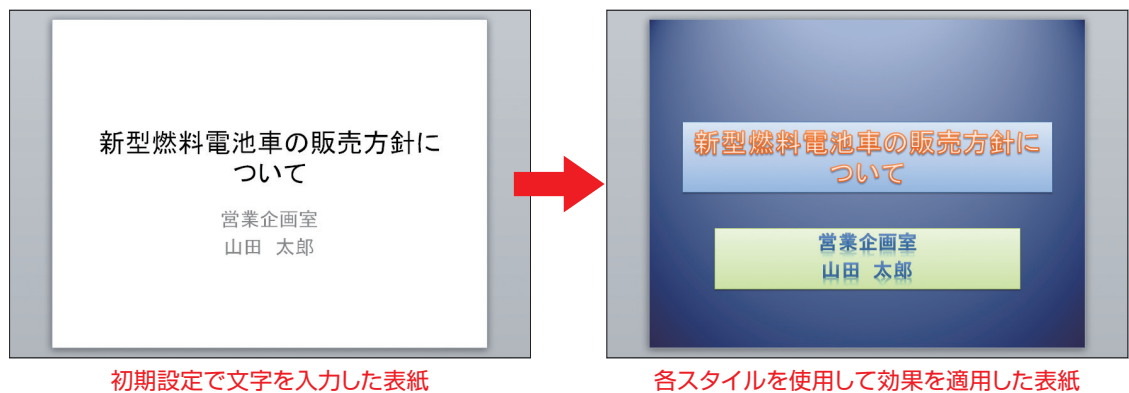 新型燃料電池車の販売方針に
ついて
営業企画室
山田　太郎
初期設定で文字を入力した表紙
新型燃料電池車の販売方針に
ついて
営業企画室
山田　太郎
各スタイルを使用して効果を適用した表紙